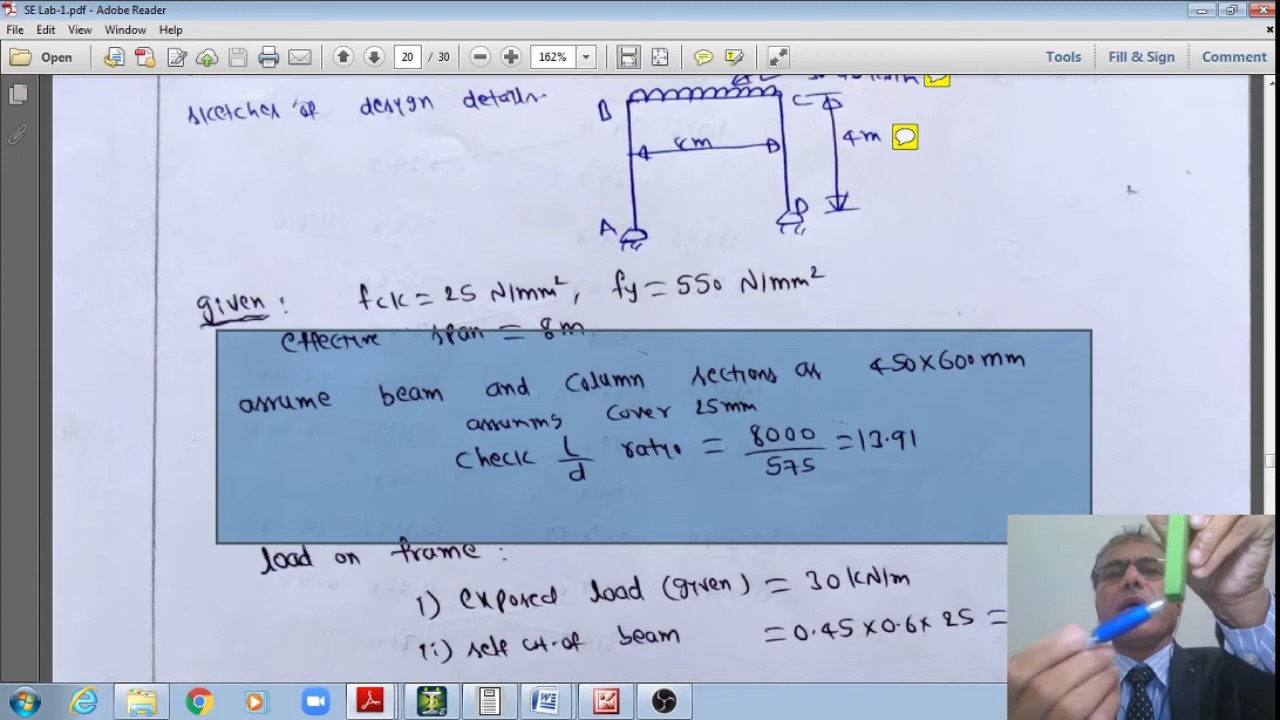 SE Lab-1.pdf - Adobe Reader
File Edit View Window Help
Open 20 / 30 162% Tools Fill & Sign Comment
sketches of design details.
B C
8m
4m
A D
given: fck = 25 N/mm², fy = 550 N/mm²
effective span = 8m
assume beam and column sections as 450x600mm
assuming cover 25mm
check L/d ratio = 8000/575 = 13.91
load on frame :
i) exposed load (given) = 30 kN/m
ii) self wt. of beam = 0.45 x 0.6 x 25 =